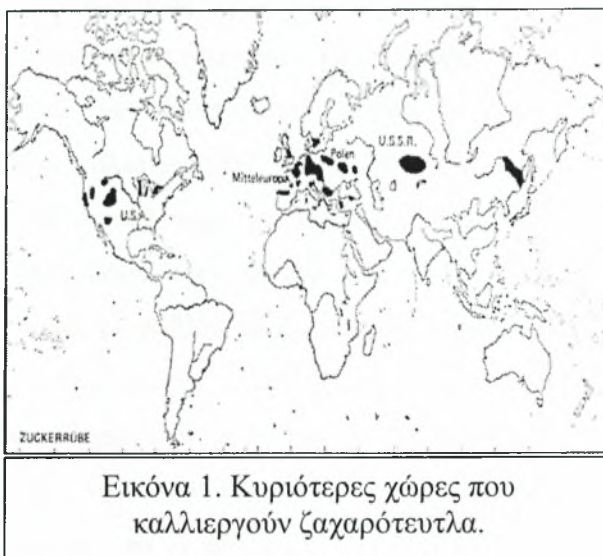 U.S.S.R.
Polen
Mitteleuropa
U.S.A.
ZUCKERRÜBE
Εικόνα 1. Κυριότερες χώρες που
καλλιεργούν ζαχαρότευτλα.